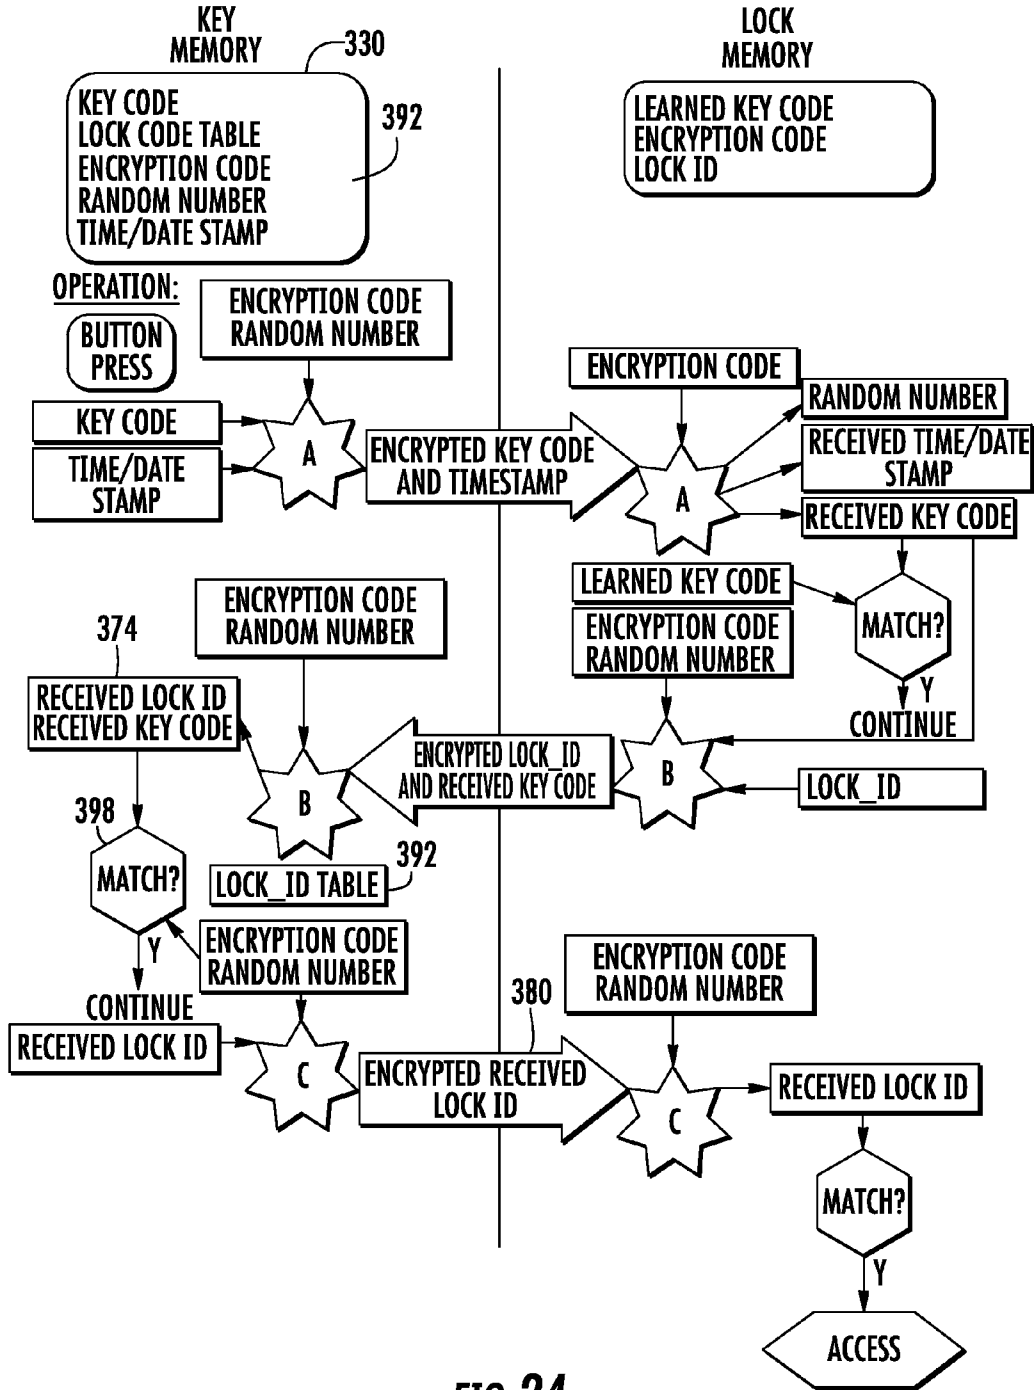 KEY
MEMORY
330
KEY CODE
LOCK CODE TABLE
ENCRYPTION CODE
RANDOM NUMBER
TIME/DATE STAMP
392
LOCK
MEMORY
LEARNED KEY CODE
ENCRYPTION CODE
LOCK ID
OPERATION:
BUTTON
PRESS
ENCRYPTION CODE
RANDOM NUMBER
KEY CODE
TIME/DATE
STAMP
A
ENCRYPTED KEY CODE
AND TIMESTAMP
ENCRYPTION CODE
A
RANDOM NUMBER
RECEIVED TIME/DATE
STAMP
RECEIVED KEY CODE
LEARNED KEY CODE
MATCH?
Y
CONTINUE
ENCRYPTION CODE
RANDOM NUMBER
B
LOCK_ID
ENCRYPTED LOCK_ID
AND RECEIVED KEY CODE
ENCRYPTION CODE
RANDOM NUMBER
B
374
RECEIVED LOCK ID
RECEIVED KEY CODE
398
MATCH?
Y
CONTINUE
LOCK_ID TABLE
392
ENCRYPTION CODE
RANDOM NUMBER
RECEIVED LOCK ID
C
380
ENCRYPTED RECEIVED
LOCK ID
ENCRYPTION CODE
RANDOM NUMBER
C
RECEIVED LOCK ID
MATCH?
Y
ACCESS
FIG. 24